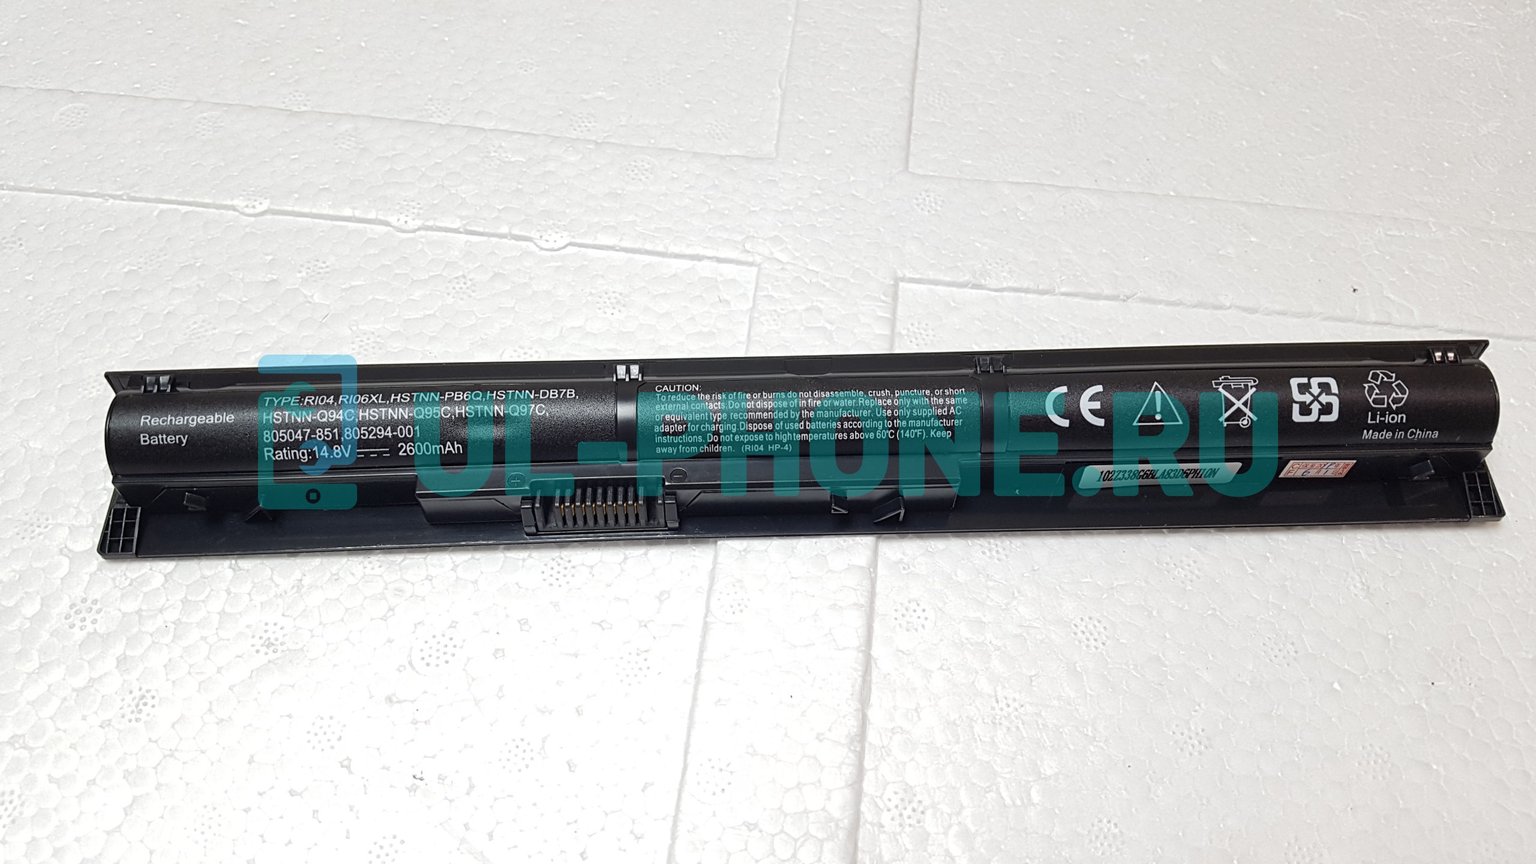 Rechargeable
Battery
TYPE:RI04,RI06XL,HSTNN-PB6Q,HSTNN-DB7B,
HSTNN-Q94C,HSTNN-Q95C,HSTNN-Q97C,
805047-851,805294-001
Rating:14.8V 2600mAh
CAUTION:
To reduce the risk of fire or burns do not disassemble, crush, puncture, or short
external contacts.Do not dispose of in fire or water.Replace only with the same
or equivalent type recommended by the manufacturer. Use only supplied AC
adapter for charging.Dispose of used batteries according to the manufacturer
instructions. Do not expose to high temperatures above 60°C (140°F). Keep
away from children. (RI04 HP-4)
CE
Li-ion
Made in China
UL-PHONE.RU